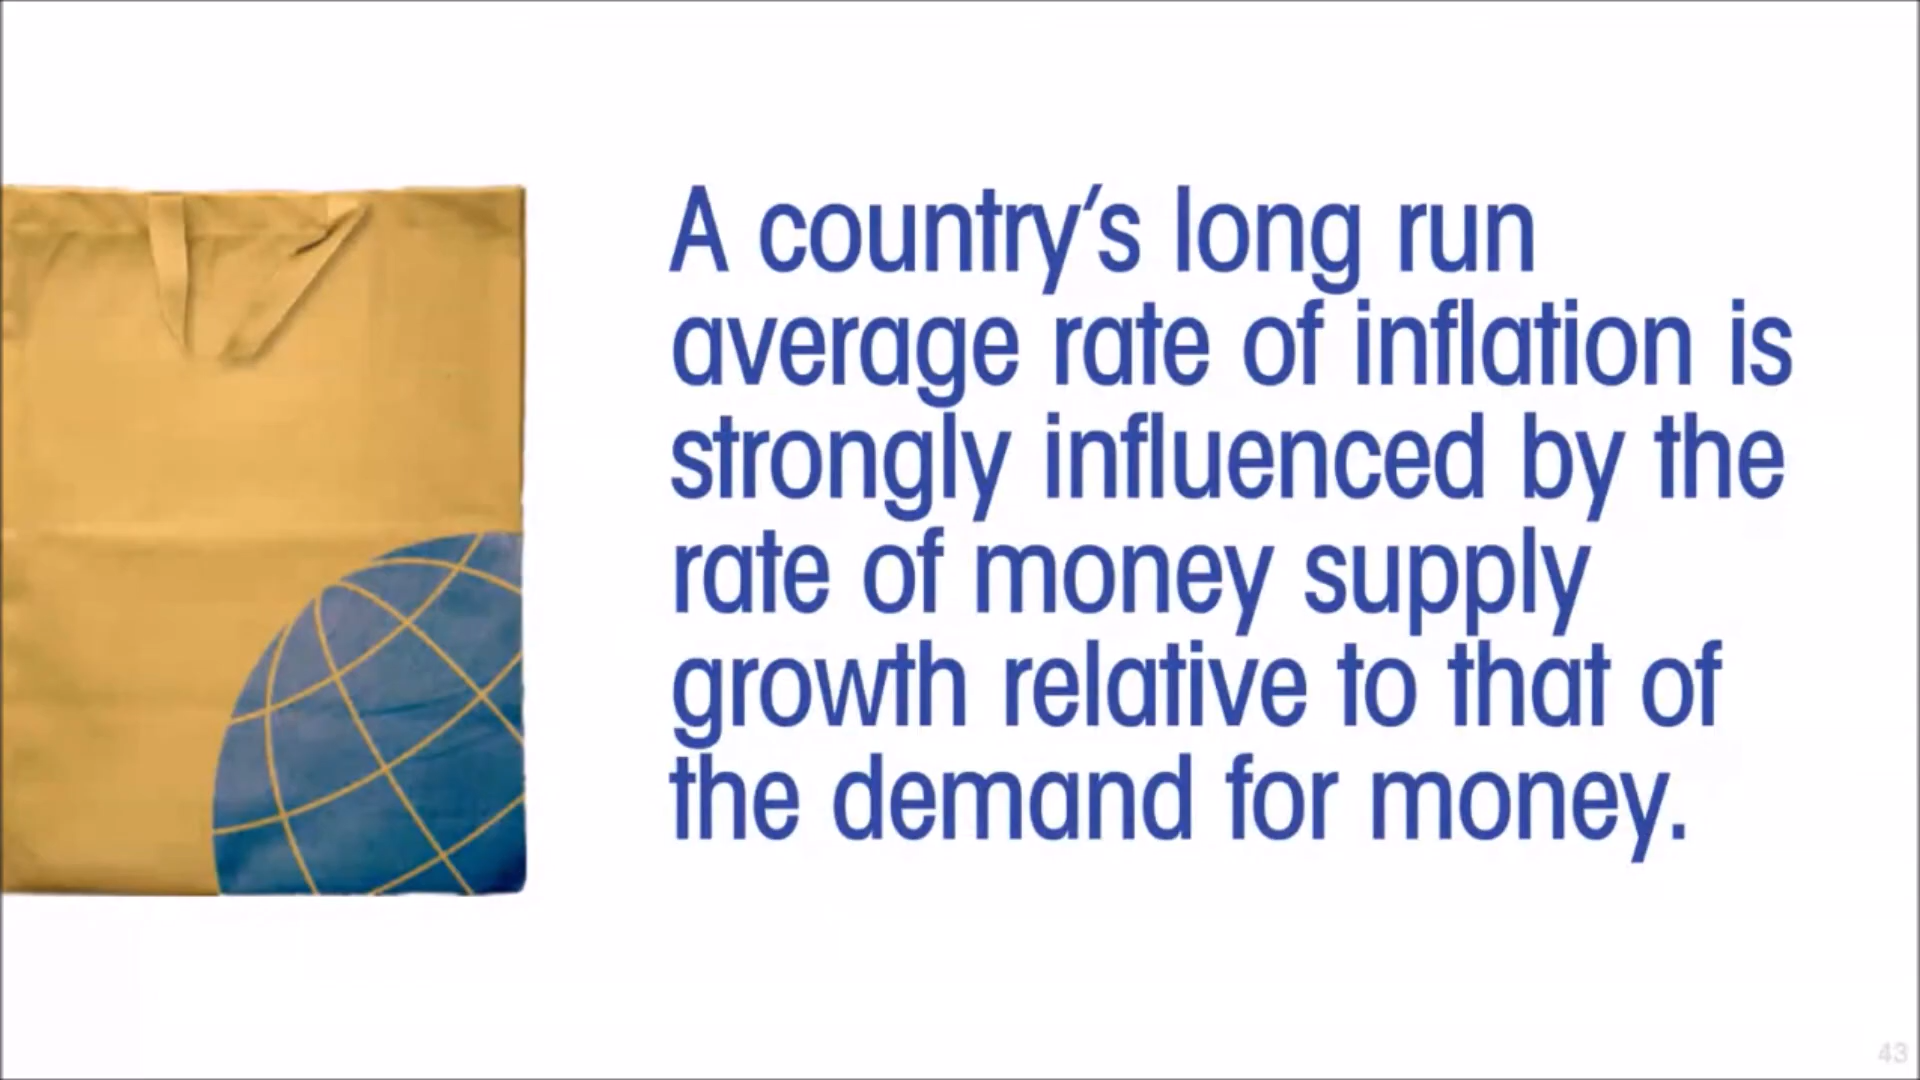 A country’s long run
average rate of inflation is
strongly influenced by the
rate of money supply
growth relative to that of
the demand for money.
43